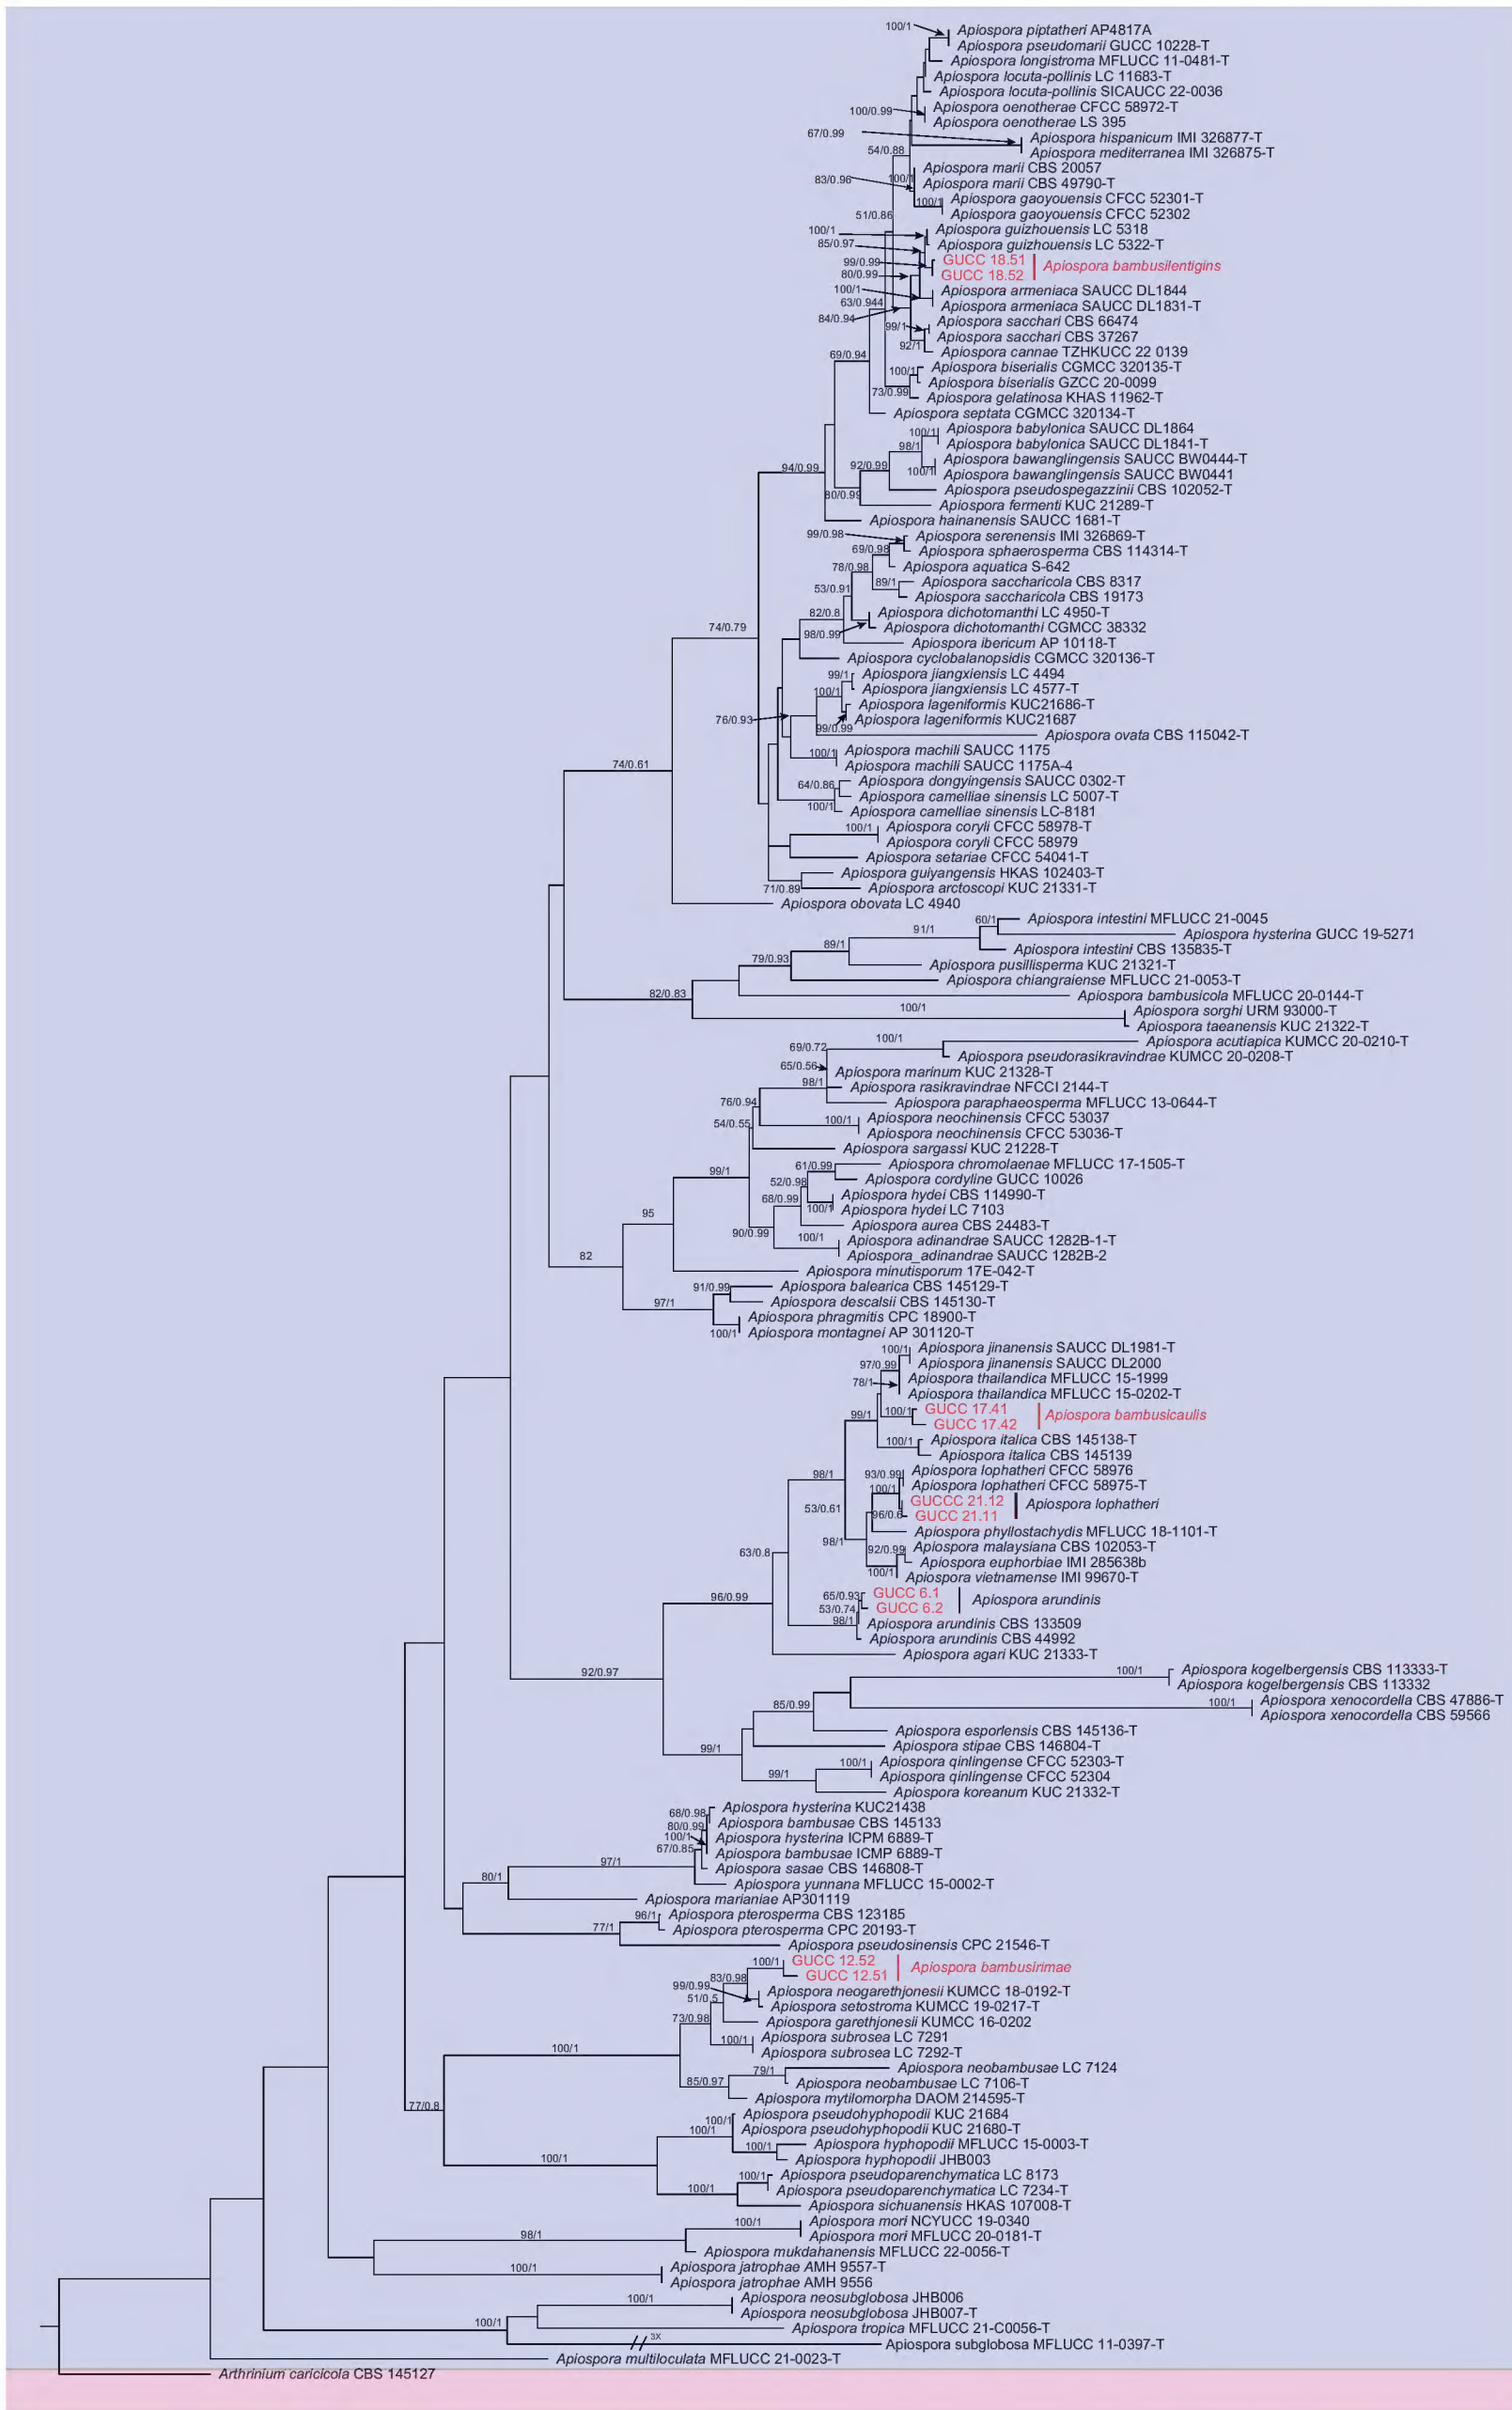 100/1
Apiospora piptatheri AP4817A
Apiospora pseudomarii GUCC 10228-T
Apiospora longistroma MFLUCC 11-0481-T
Apiospora locuta-pollinis LC 11683-T
Apiospora locuta-pollinis SICAUCC 22-0036
100/0.99
Apiospora oenotherae CFCC 58972-T
Apiospora oenotherae LS 395
67/0.99
Apiospora hispanicum IMI 326877-T
54/0.88
Apiospora mediterranea IMI 326875-T
Apiospora marii CBS 20057
83/0.96
100/1
Apiospora marii CBS 49790-T
100/1
Apiospora gaoyouensis CFCC 52301-T
51/0.86
Apiospora gaoyouensis CFCC 52302
100/1
Apiospora guizhouensis LC 5318
85/0.97
Apiospora guizhouensis LC 5322-T
99/0.99
GUCC 18.51
Apiospora bambusilentigins
80/0.99
GUCC 18.52
100/1
Apiospora armeniaca SAUCC DL1844
63/0.944
Apiospora armeniaca SAUCC DL1831-T
84/0.94
99/1
Apiospora sacchari CBS 66474
Apiospora sacchari CBS 37267
92/1
69/0.94
Apiospora cannae TZHKUCC 22 0139
100/1
Apiospora biserialis CGMCC 320135-T
Apiospora biserialis GZCC 20-0099
73/0.99
Apiospora gelatinosa KHAS 11962-T
Apiospora septata CGMCC 320134-T
100/1
Apiospora babylonica SAUCC DL1864
98/1
Apiospora babylonica SAUCC DL1841-T
94/0.99
92/0.99
Apiospora bawanglingensis SAUCC BW0444-T
100/1
Apiospora bawanglingensis SAUCC BW0441
80/0.99
Apiospora pseudospegazzinii CBS 102052-T
Apiospora fermenti KUC 21289-T
Apiospora hainanensis SAUCC 1681-T
99/0.98
Apiospora serenensis IMI 326869-T
69/0.98
Apiospora sphaerosperma CBS 114314-T
78/0.98
Apiospora aquatica S-642
89/1
Apiospora saccharicola CBS 8317
53/0.91
Apiospora saccharicola CBS 19173
82/0.8
Apiospora dichotomanthi LC 4950-T
74/0.79
98/0.99
Apiospora dichotomanthi CGMCC 38332
Apiospora ibericum AP 10118-T
Apiospora cyclobalanopsidis CGMCC 320136-T
99/1
Apiospora jiangxiensis LC 4494
100/1
Apiospora jiangxiensis LC 4577-T
Apiospora lageniformis KUC21686-T
76/0.93
99/0.99
Apiospora lageniformis KUC21687
Apiospora ovata CBS 115042-T
100/1
Apiospora machili SAUCC 1175
74/0.61
Apiospora machili SAUCC 1175A-4
64/0.86
Apiospora dongyingensis SAUCC 0302-T
Apiospora camelliae sinensis LC 5007-T
100/1
Apiospora camelliae sinensis LC-8181
100/1
Apiospora coryli CFCC 58978-T
Apiospora coryli CFCC 58979
Apiospora setariae CFCC 54041-T
Apiospora guiyangensis HKAS 102403-T
71/0.89
Apiospora arctoscopi KUC 21331-T
Apiospora obovata LC 4940
60/1
Apiospora intestini MFLUCC 21-0045
91/1
Apiospora hysterina GUCC 19-5271
89/1
Apiospora intestini CBS 135835-T
79/0.93
Apiospora pusillisperma KUC 21321-T
Apiospora chiangraiense MFLUCC 21-0053-T
82/0.83
Apiospora bambusicola MFLUCC 20-0144-T
100/1
Apiospora sorghi URM 93000-T
Apiospora taeanensis KUC 21322-T
100/1
Apiospora acutiapica KUMCC 20-0210-T
69/0.72
Apiospora pseudorasikravindrae KUMCC 20-0208-T
65/0.56
Apiospora marinum KUC 21328-T
98/1
Apiospora rasikravindrae NFCCI 2144-T
76/0.94
Apiospora paraphaeosperma MFLUCC 13-0644-T
54/0.55
100/1
Apiospora neochinensis CFCC 53037
Apiospora neochinensis CFCC 53036-T
Apiospora sargassi KUC 21228-T
99/1
61/0.99
Apiospora chromolaenae MFLUCC 17-1505-T
52/0.98
Apiospora cordyline GUCC 10026
68/0.99
Apiospora hydei CBS 114990-T
100/1
Apiospora hydei LC 7103
95
Apiospora aurea CBS 24483-T
90/0.99
100/1
Apiospora adinandrae SAUCC 1282B-1-T
82
Apiospora_adinandrae SAUCC 1282B-2
Apiospora minutisporum 17E-042-T
91/0.99
Apiospora balearica CBS 145129-T
97/1
Apiospora descalsii CBS 145130-T
Apiospora phragmitis CPC 18900-T
100/1
Apiospora montagnei AP 301120-T
100/1
Apiospora jinanensis SAUCC DL1981-T
97/0.99
Apiospora jinanensis SAUCC DL2000
78/1
Apiospora thailandica MFLUCC 15-1999
Apiospora thailandica MFLUCC 15-0202-T
99/1
100/1
GUCC 17.41
Apiospora bambusicaulis
GUCC 17.42
100/1
Apiospora italica CBS 145138-T
Apiospora italica CBS 145139
98/1
93/0.99
Apiospora lophatheri CFCC 58976
100/1
Apiospora lophatheri CFCC 58975-T
53/0.61
GUCCC 21.12
Apiospora lophatheri
96/0.6
GUCC 21.11
98/1
Apiospora phyllostachydis MFLUCC 18-1101-T
63/0.8
92/0.99
Apiospora malaysiana CBS 102053-T
Apiospora euphorbiae IMI 285638b
100/1
Apiospora vietnamense IMI 99670-T
96/0.99
65/0.93
GUCC 6.1
Apiospora arundinis
53/0.74
GUCC 6.2
98/1
Apiospora arundinis CBS 133509
Apiospora arundinis CBS 44992
Apiospora agari KUC 21333-T
92/0.97
100/1
Apiospora kogelbergensis CBS 113333-T
Apiospora kogelbergensis CBS 113332
85/0.99
100/1
Apiospora xenocordella CBS 47886-T
Apiospora xenocordella CBS 59566
Apiospora esporlensis CBS 145136-T
99/1
Apiospora stipae CBS 146804-T
100/1
Apiospora qinlingense CFCC 52303-T
99/1
Apiospora qinlingense CFCC 52304
Apiospora koreanum KUC 21332-T
68/0.98
Apiospora hysterina KUC21438
80/0.99
Apiospora bambusae CBS 145133
100/1
Apiospora hysterina ICPM 6889-T
67/0.85
Apiospora bambusae ICMP 6889-T
97/1
Apiospora sasae CBS 146808-T
80/1
Apiospora yunnana MFLUCC 15-0002-T
Apiospora marianiae AP301119
96/1
Apiospora pterosperma CBS 123185
77/1
Apiospora pterosperma CPC 20193-T
Apiospora pseudosinensis CPC 21546-T
100/1
GUCC 12.52
Apiospora bambusirimae
83/0.98
GUCC 12.51
99/0.99
Apiospora neogarethjonesii KUMCC 18-0192-T
51/0.5
Apiospora setostroma KUMCC 19-0217-T
73/0.98
Apiospora garethjonesii KUMCC 16-0202
100/1
Apiospora subrosea LC 7291
100/1
Apiospora subrosea LC 7292-T
79/1
Apiospora neobambusae LC 7124
85/0.97
Apiospora neobambusae LC 7106-T
77/0.8
Apiospora mytilomorpha DAOM 214595-T
100/1
Apiospora pseudohyphopodii KUC 21684
100/1
Apiospora pseudohyphopodii KUC 21680-T
100/1
Apiospora hyphopodii MFLUCC 15-0003-T
100/1
Apiospora hyphopodii JHB003
100/1
Apiospora pseudoparenchymatica LC 8173
100/1
Apiospora pseudoparenchymatica LC 7234-T
Apiospora sichuanensis HKAS 107008-T
100/1
Apiospora mori NCYUCC 19-0340
98/1
Apiospora mori MFLUCC 20-0181-T
Apiospora mukdahanensis MFLUCC 22-0056-T
100/1
Apiospora jatrophae AMH 9557-T
Apiospora jatrophae AMH 9556
100/1
Apiospora neosubglobosa JHB006
Apiospora neosubglobosa JHB007-T
100/1
Apiospora tropica MFLUCC 21-C0056-T
3X
Apiospora subglobosa MFLUCC 11-0397-T
Apiospora multiloculata MFLUCC 21-0023-T
Arthrinium caricicola CBS 145127